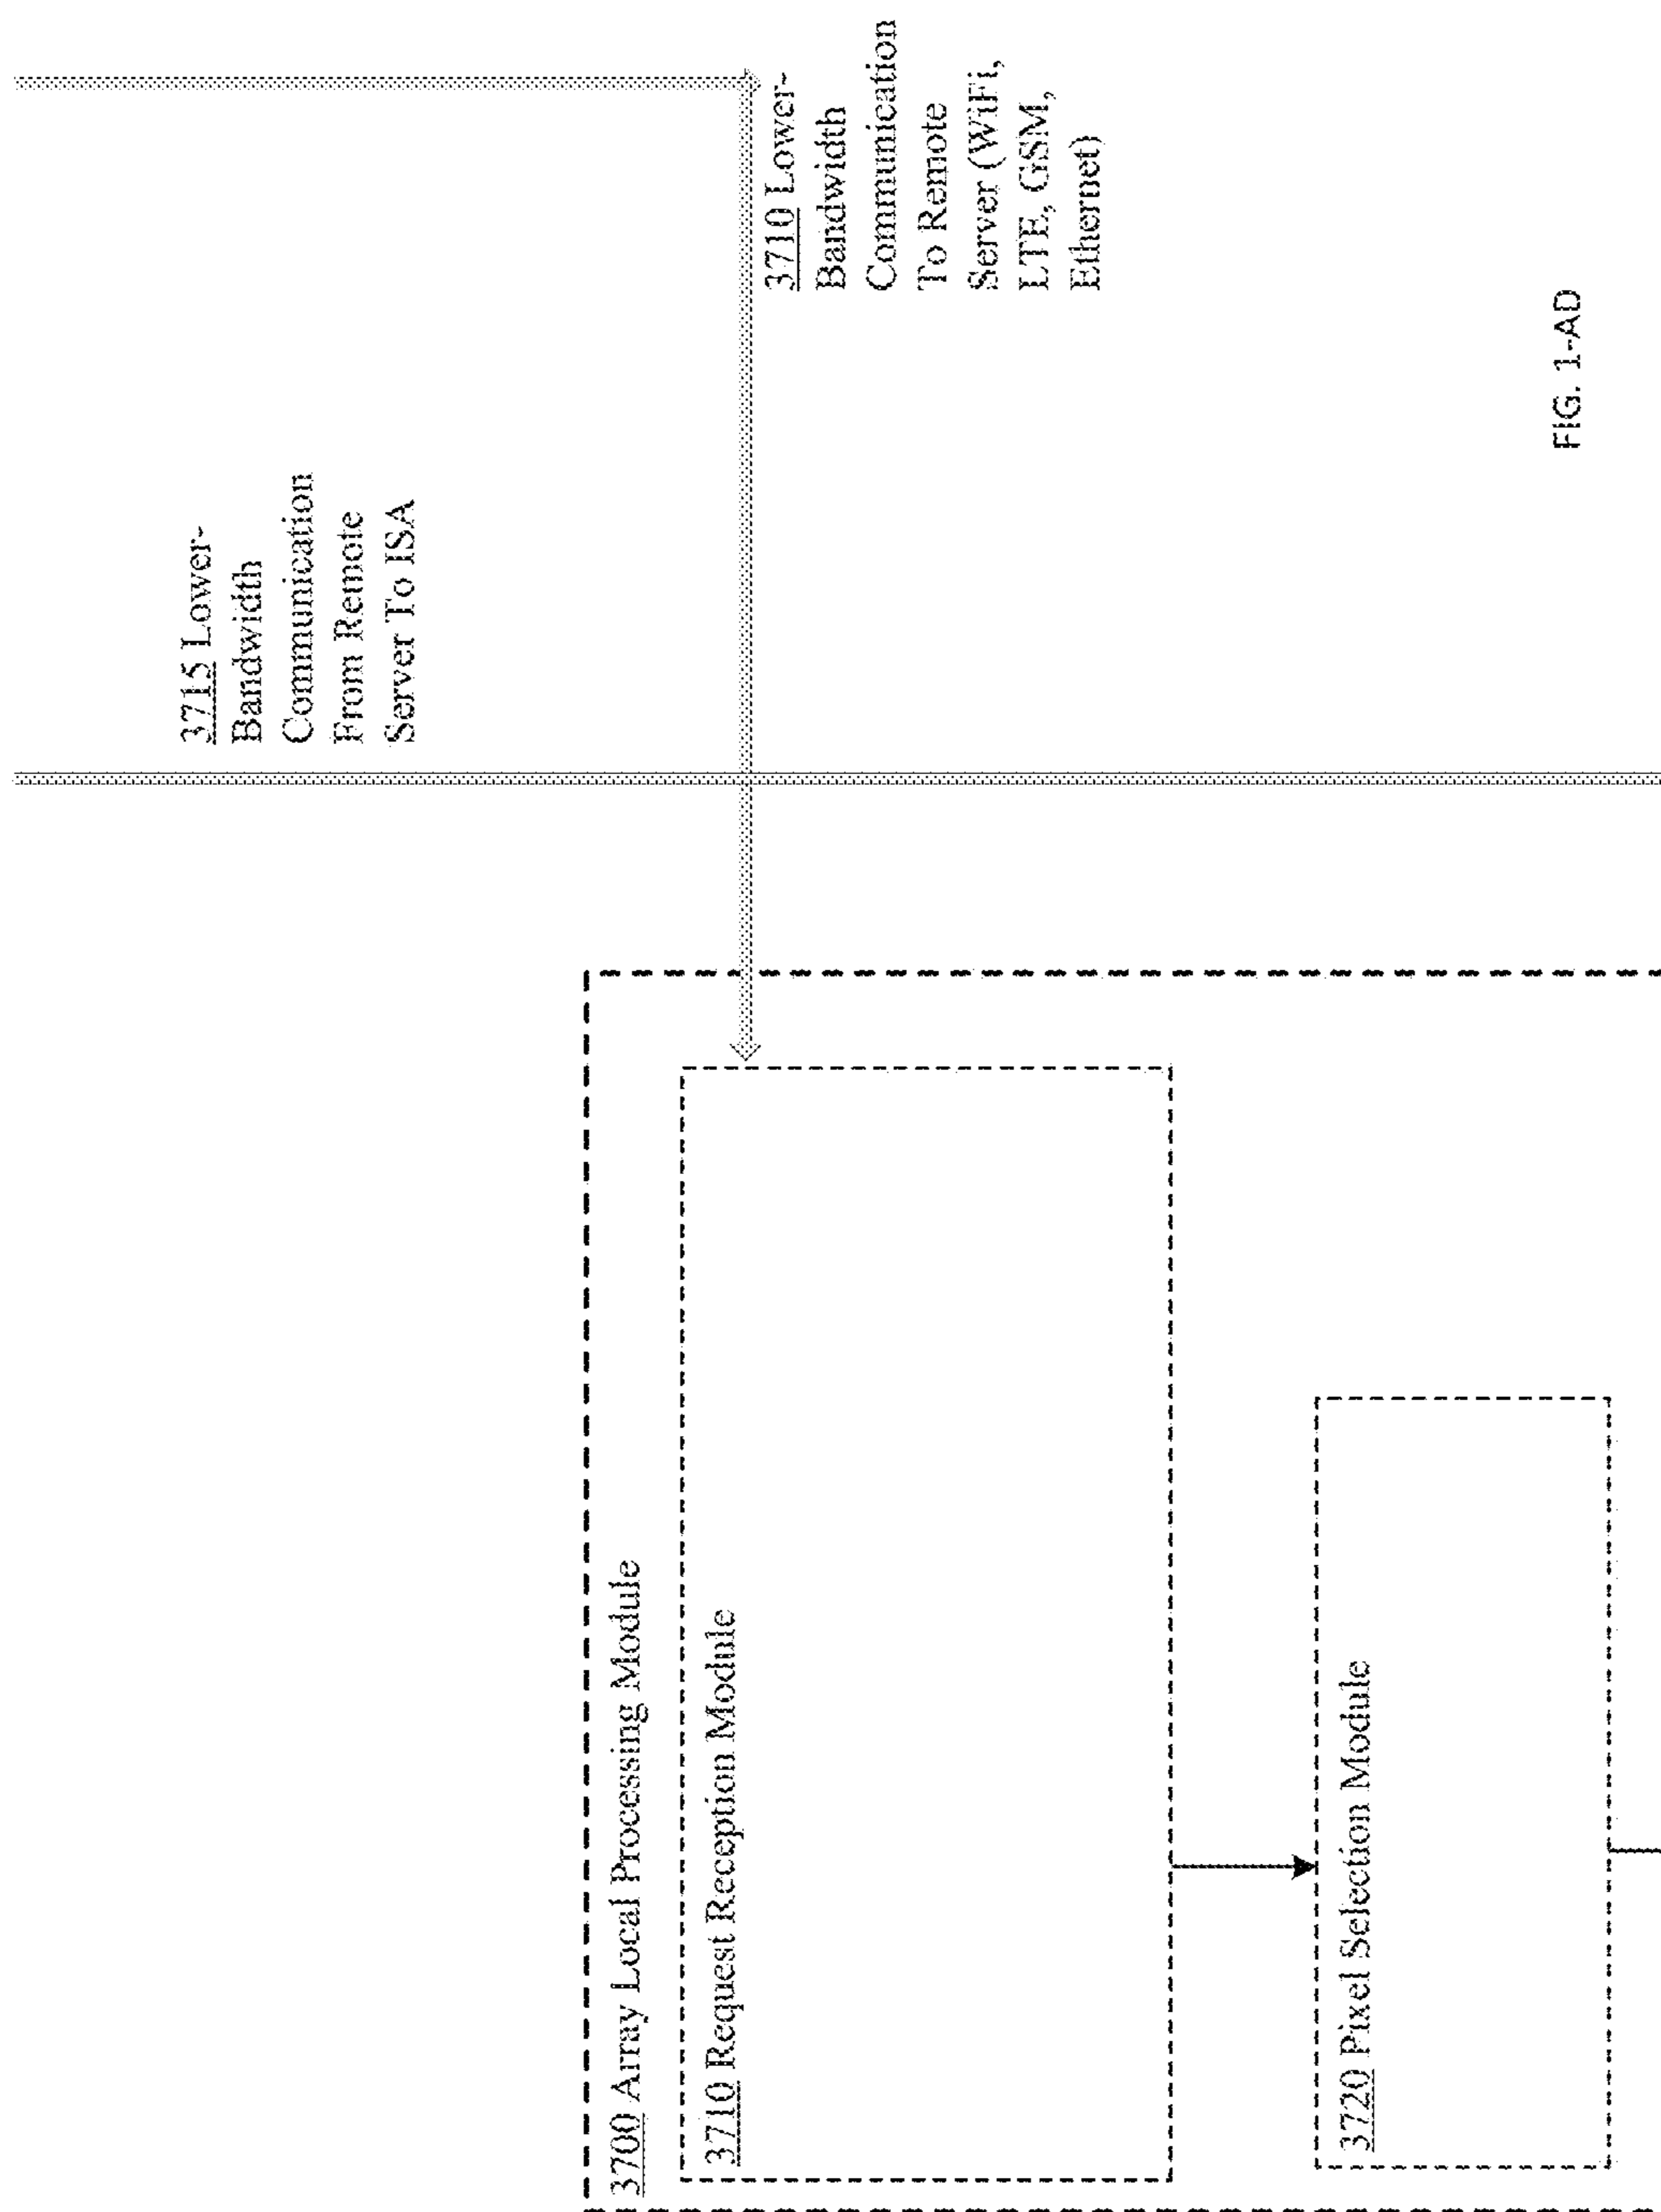 3715 Lower-
Bandwidth
Communication
From Remote
Server To ISA
3710 Lower-
Bandwidth
Communication
To Remote
Server (WiFi,
LTE, GSM,
Ethernet)
3700 Array Local Processing Module
3710 Request Reception Module
3720 Pixel Selection Module
FIG. 1-AD